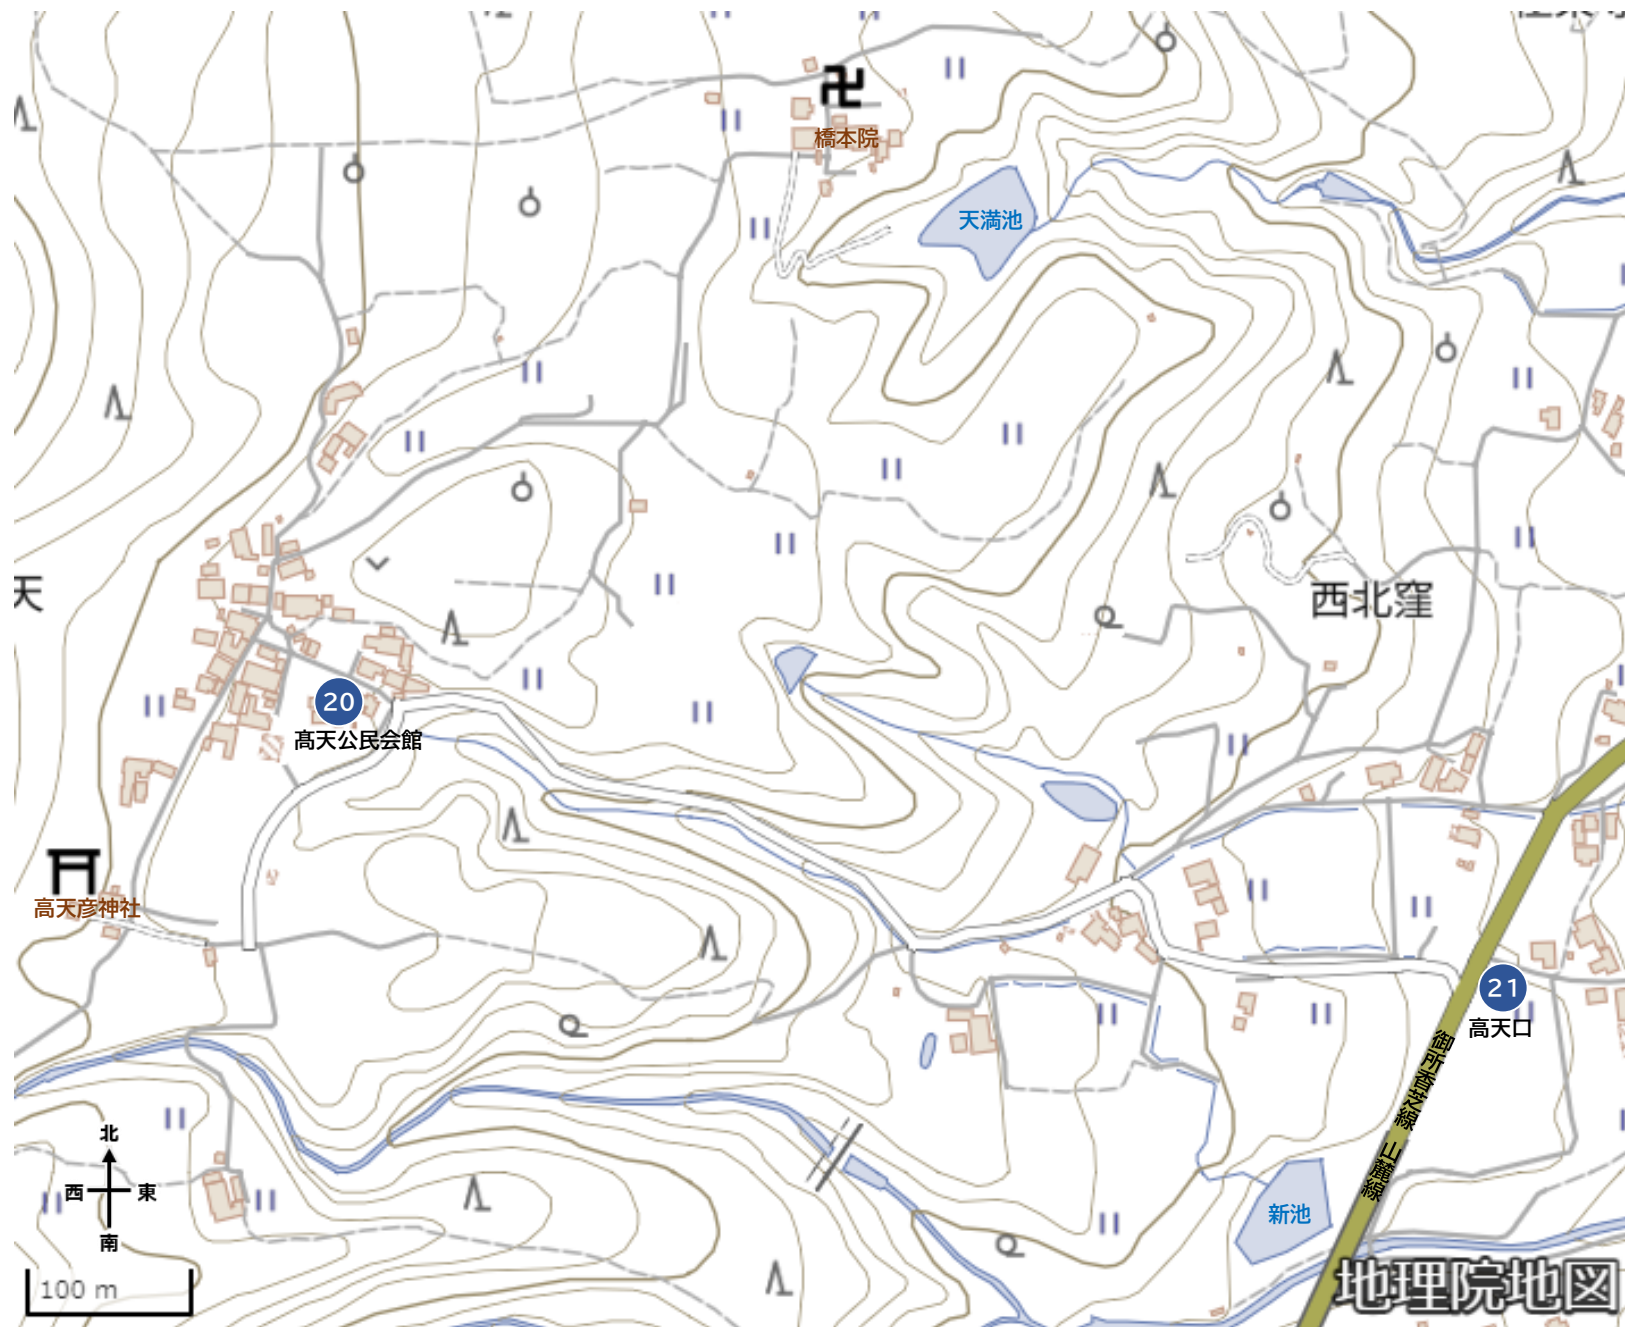 橋本院
天満池
天
西北窪
20
髙天公民会館
高天彦神社
21
高天口
御所香芝線 山麓線
新池
北
西 東
南
100 m
地理院地図